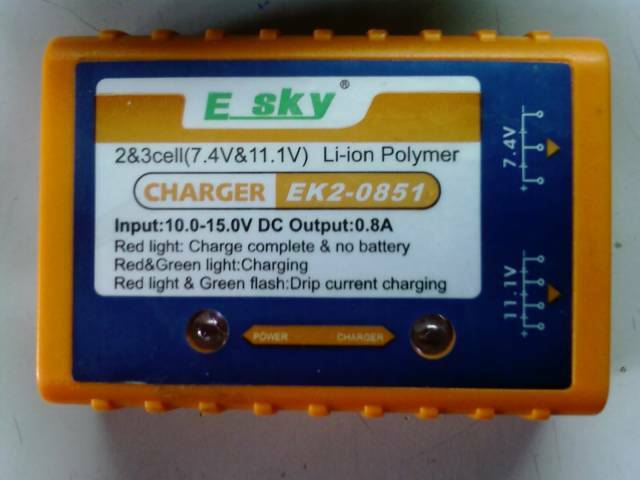 E_sky®
2&3cell(7.4V&11.1V) Li-ion Polymer
CHARGER EK2-0851
Input:10.0-15.0V DC Output:0.8A
Red light: Charge complete & no battery
Red&Green light:Charging
Red light & Green flash:Drip current charging
POWER CHARGER
7.4V
11.1V